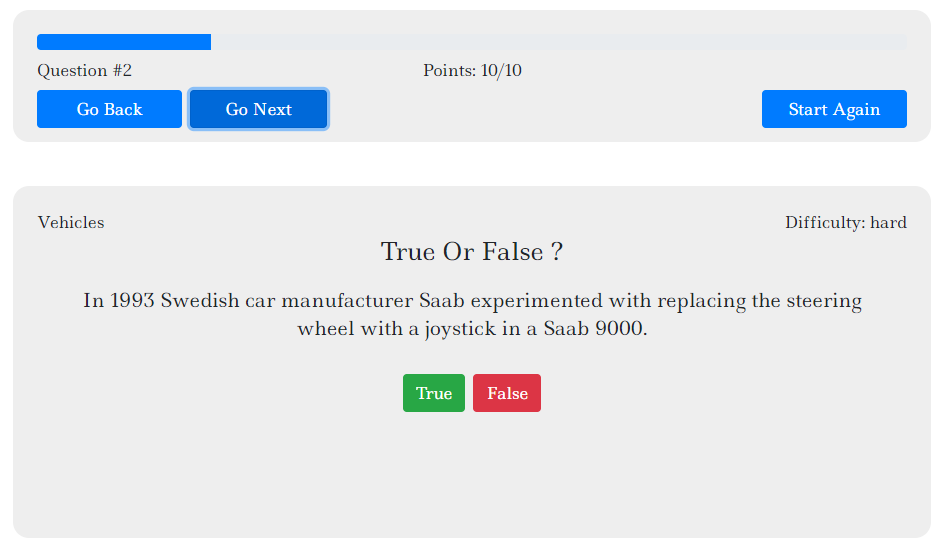 Question #2
Points: 10/10
Go Back
Go Next
Start Again
Vehicles
Difficulty: hard
True Or False ?
In 1993 Swedish car manufacturer Saab experimented with replacing the steering
wheel with a joystick in a Saab 9000.
True
False